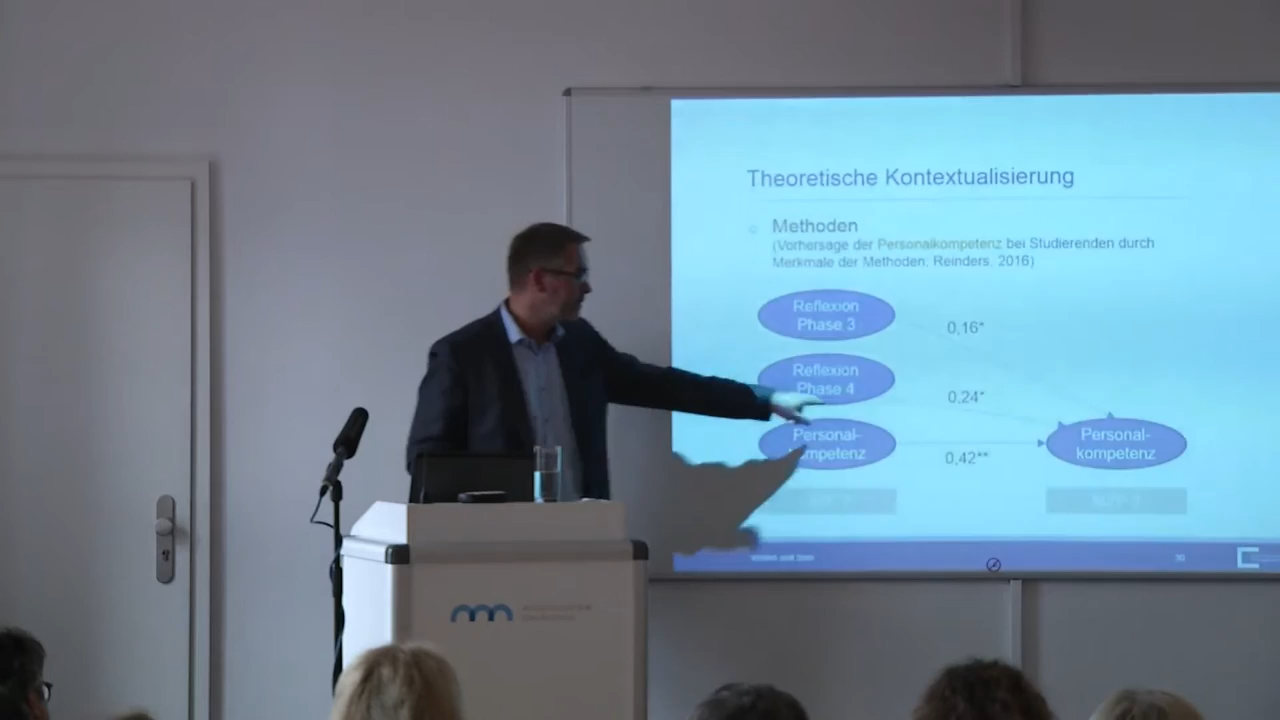 Theoretische Kontextualisierung
Methoden
(Vorhersage der Personalkompetenz bei Studierenden durch
Merkmale der Methoden, Reinders, 2016)
Reflexion
Phase 3
0,16*
Reflexion
Phase 4
0,24*
Personal-
Personal-
kompetenz
0,42**
30